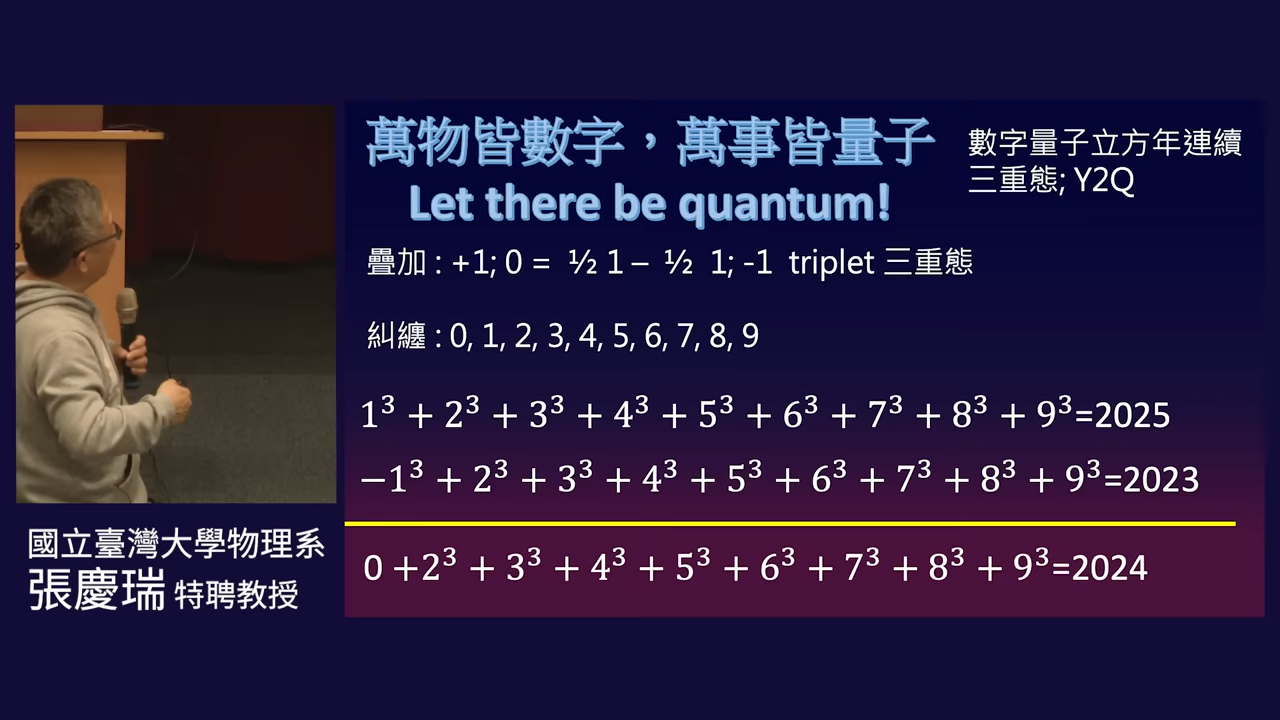 萬物皆數字，萬事皆量子
Let there be quantum!
數字量子立方年連續
三重態; Y2Q
疊加 : +1; 0 = ½ 1 – ½ 1; -1 triplet 三重態
糾纏 : 0, 1, 2, 3, 4, 5, 6, 7, 8, 9
1³ + 2³ + 3³ + 4³ + 5³ + 6³ + 7³ + 8³ + 9³=2025
−1³ + 2³ + 3³ + 4³ + 5³ + 6³ + 7³ + 8³ + 9³=2023
0 +2³ + 3³ + 4³ + 5³ + 6³ + 7³ + 8³ + 9³=2024
國立臺灣大學物理系
張慶瑞 特聘教授